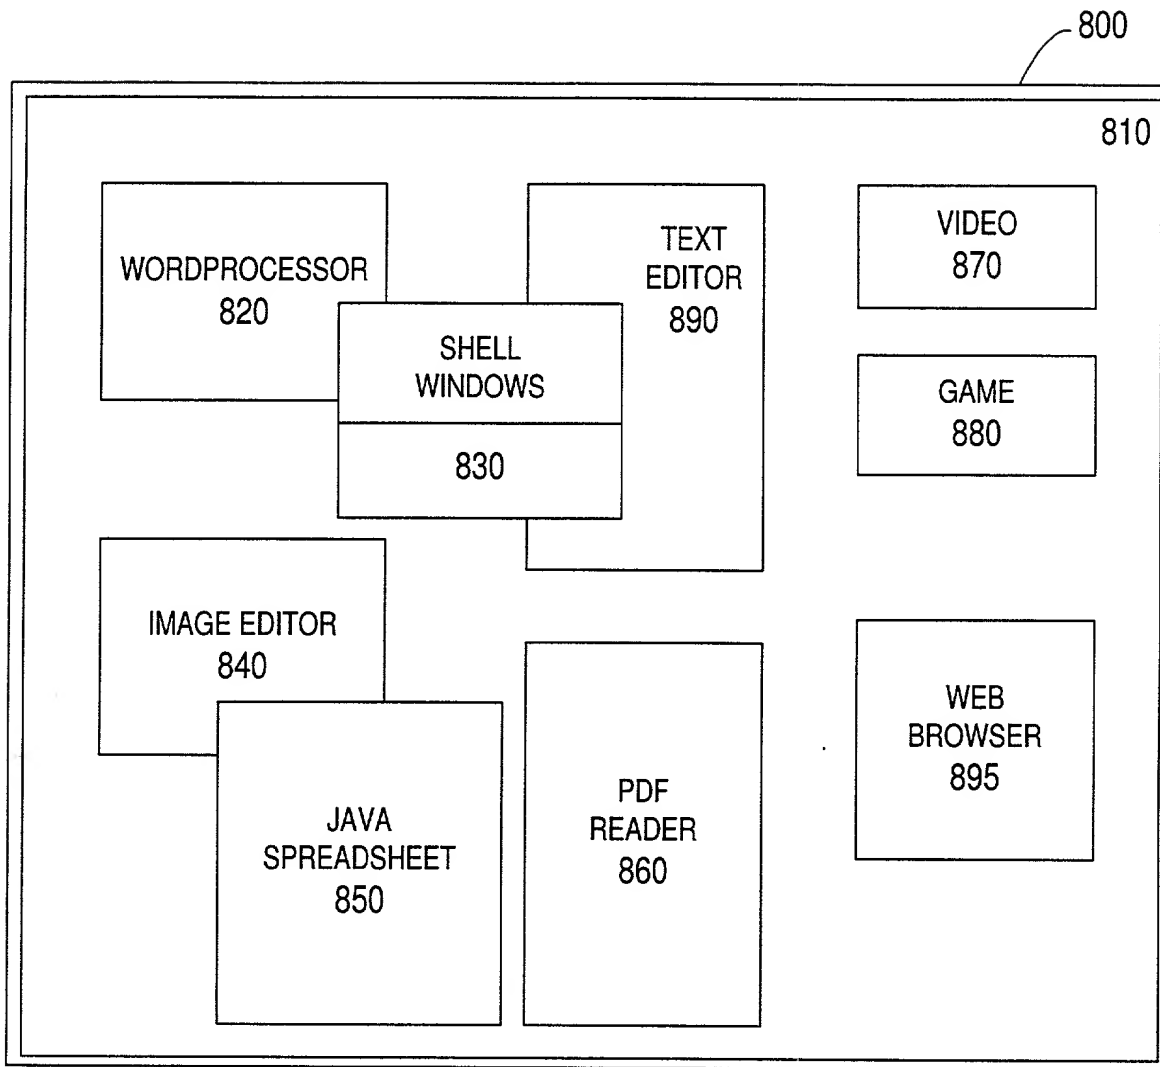 800
810
WORDPROCESSOR
820
TEXT
EDITOR
890
VIDEO
870
SHELL
WINDOWS
830
GAME
880
IMAGE EDITOR
840
JAVA
SPREADSHEET
850
PDF
READER
860
WEB
BROWSER
895